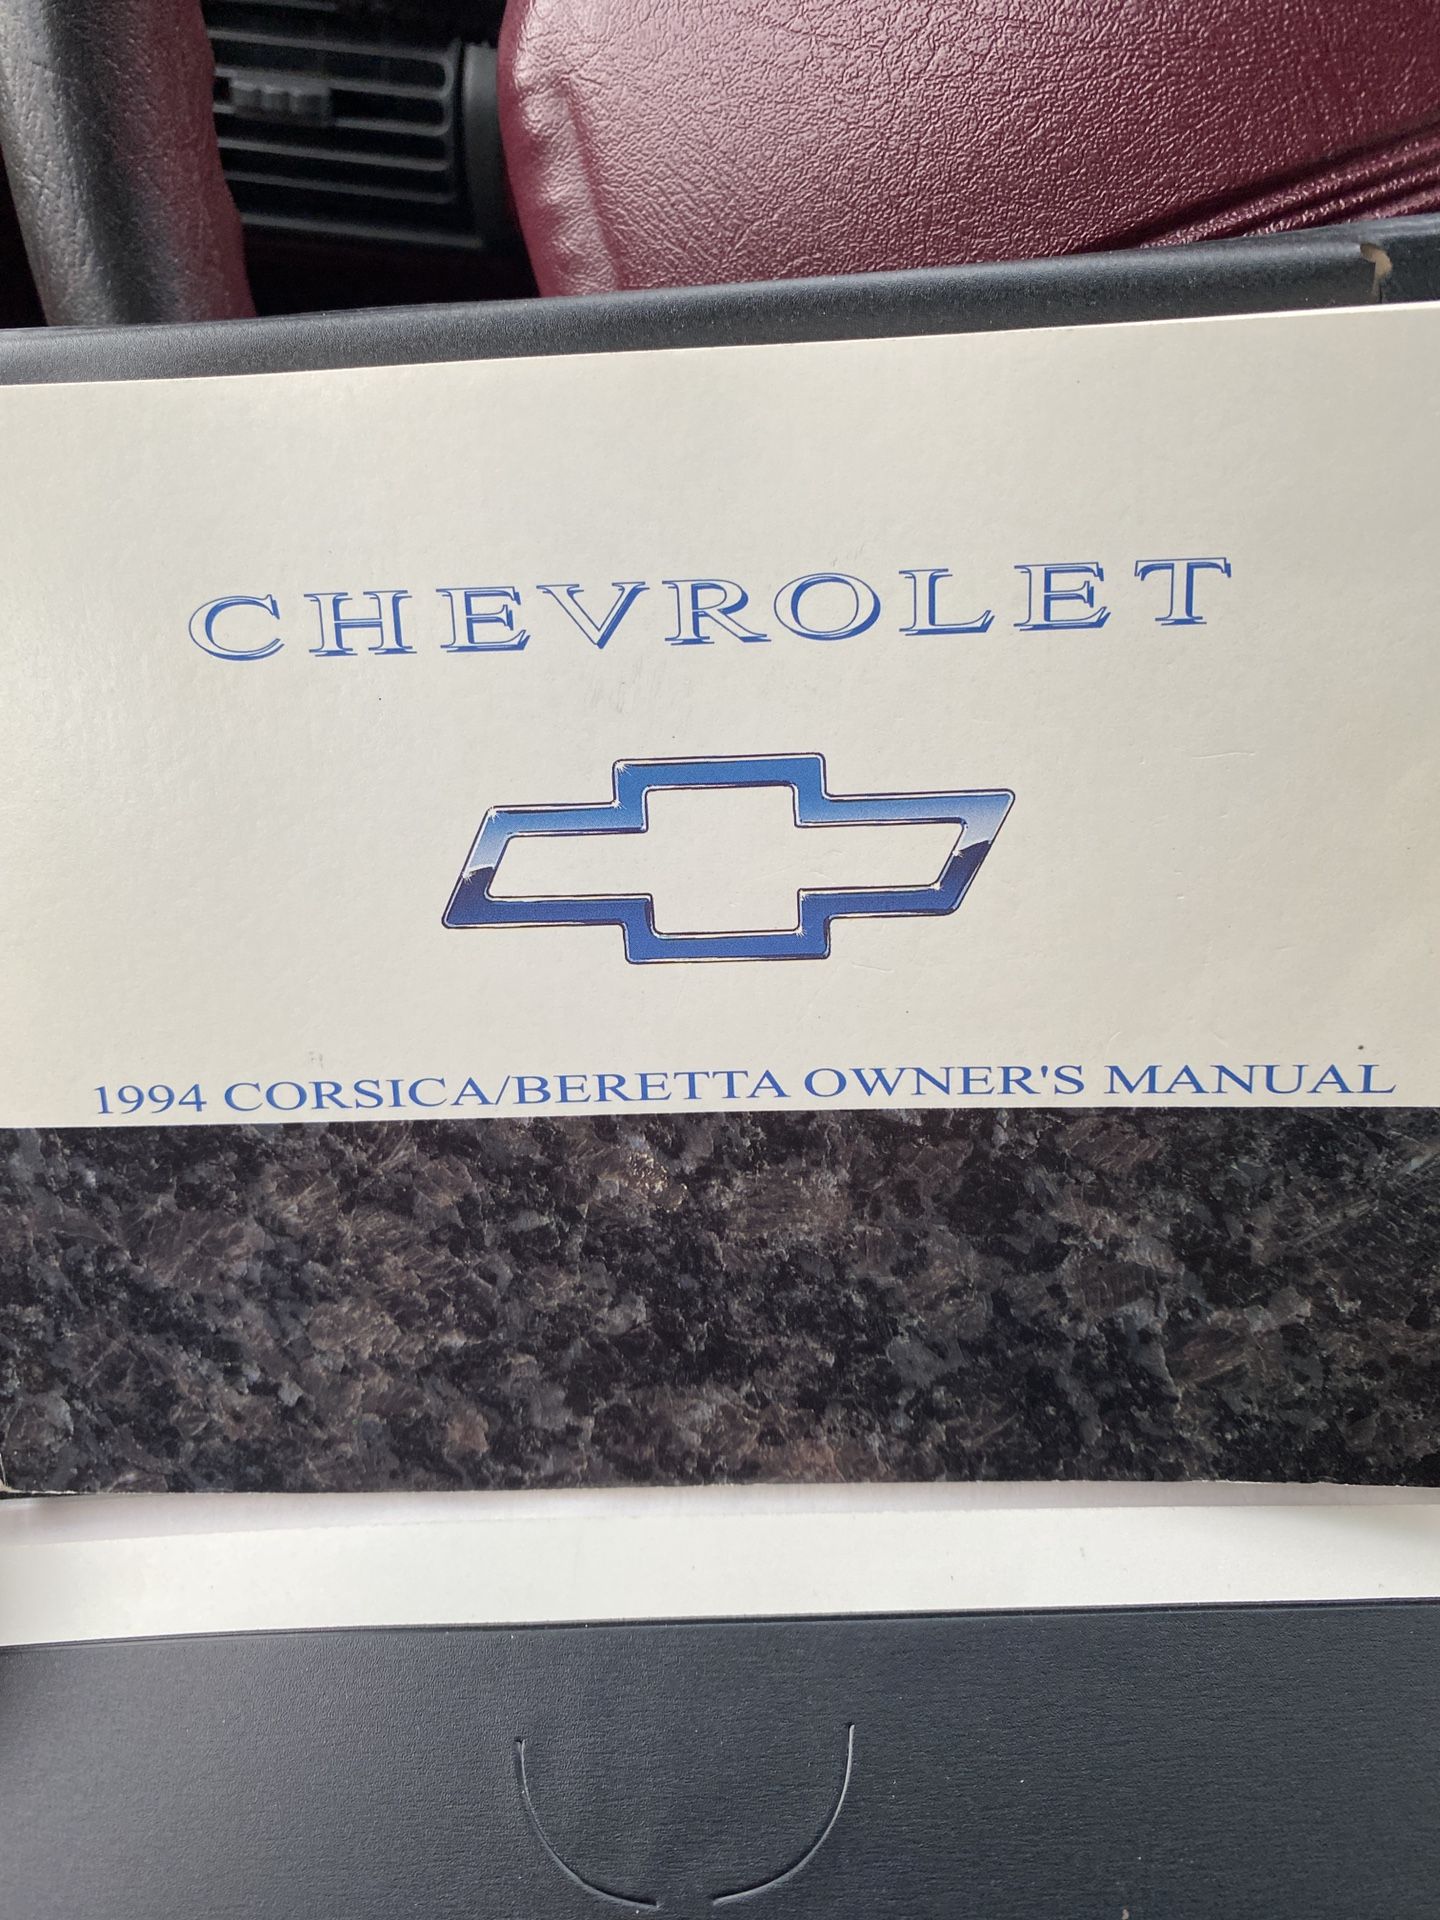 CHEVROLET
1994 CORSICA/BERETTA OWNER'S MANUAL